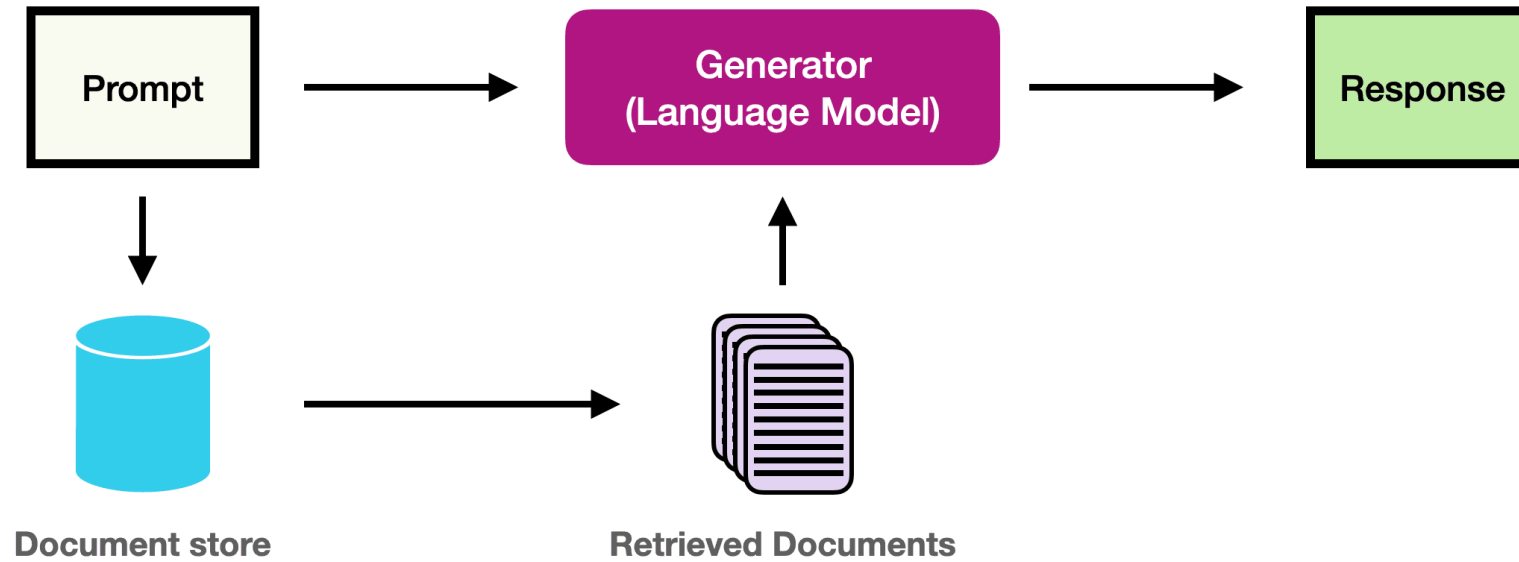 Prompt
Generator
(Language Model)
Response
Document store
Retrieved Documents